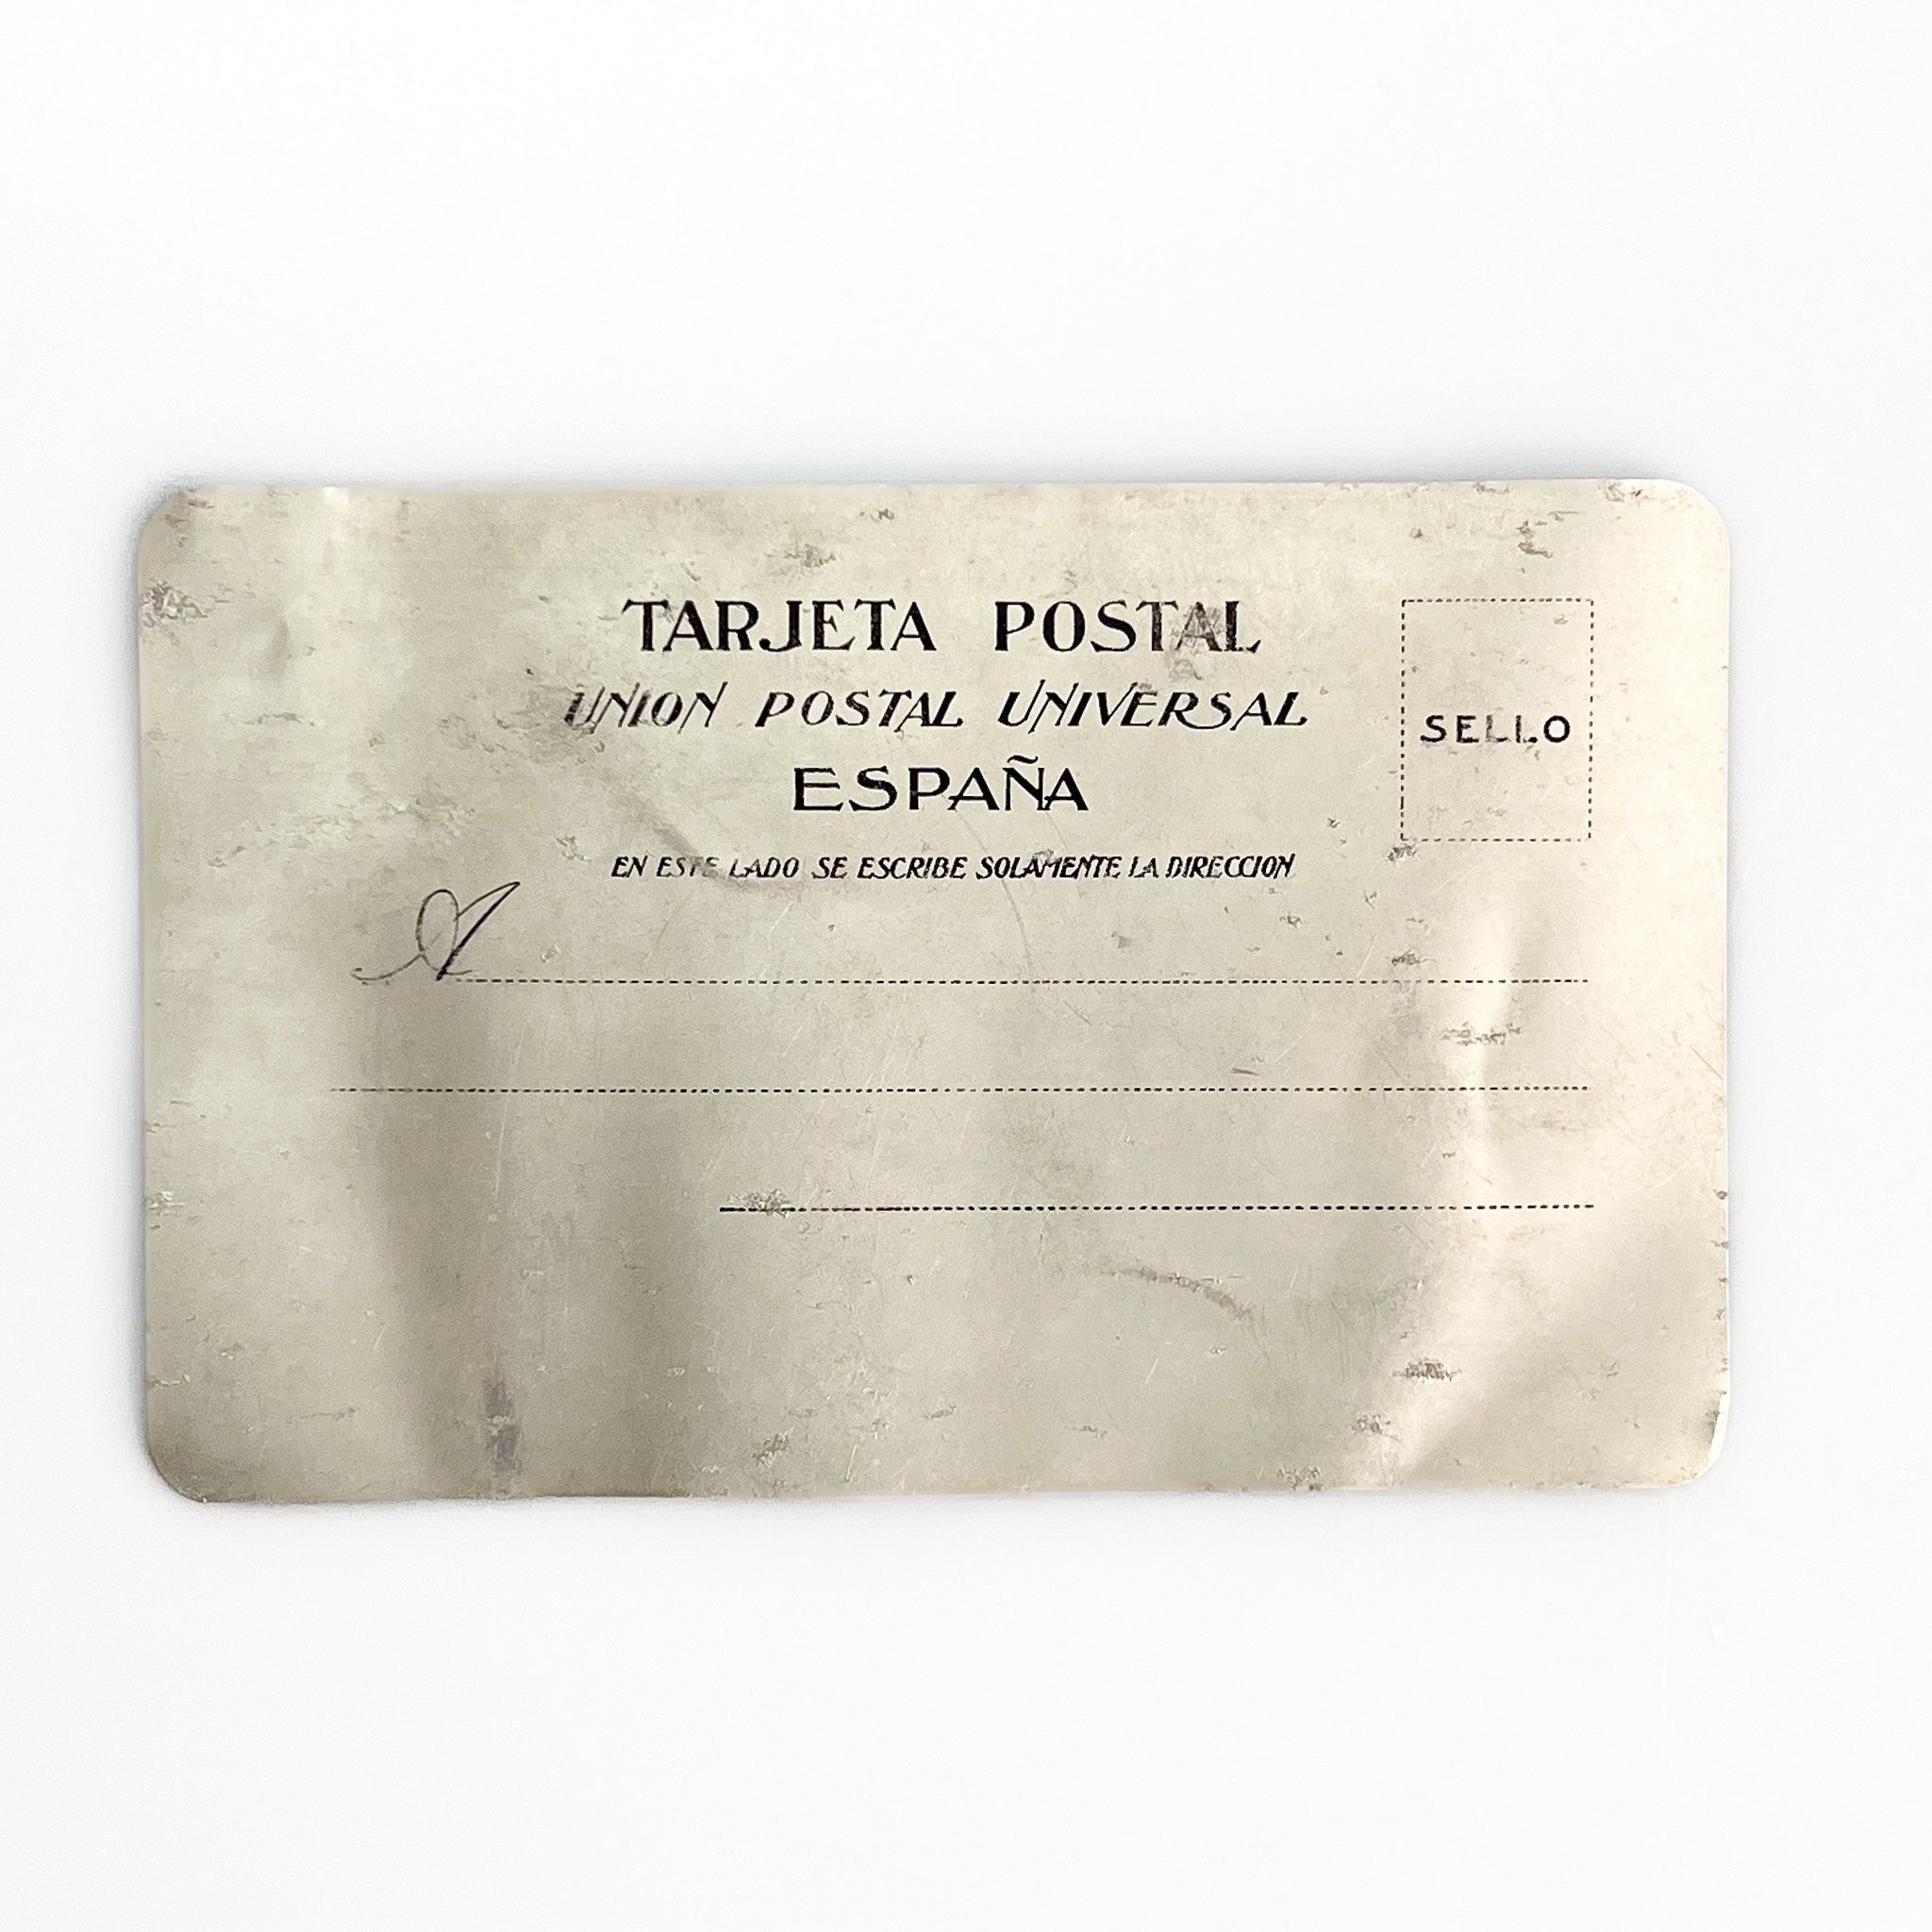 TARJETA POSTAL
UNION POSTAL UNIVERSAL
ESPAÑA
SELLO
EN ESTE LADO SE ESCRIBE SOLAMENTE LA DIRECCION
A